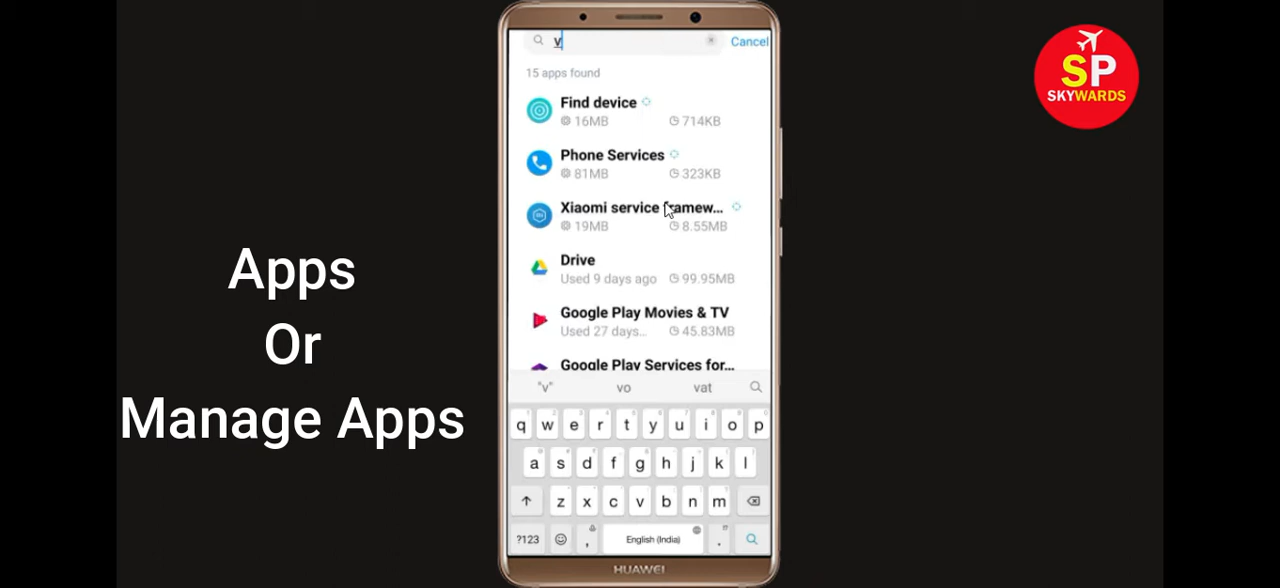 v
Cancel
15 apps found
Find device
16MB 714KB
Phone Services
81MB 323KB
Xiaomi service framew...
19MB 8.55MB
Drive
Used 9 days ago 99.95MB
Google Play Movies & TV
Used 27 days... 45.83MB
Google Play Services for...
"v" vo vat
q w e r t y u i o p
a s d f g h j k l
z x c v b n m
?123 , English (India) .
HUAWEI
Apps
Or
Manage Apps
SP
SKYWARDS